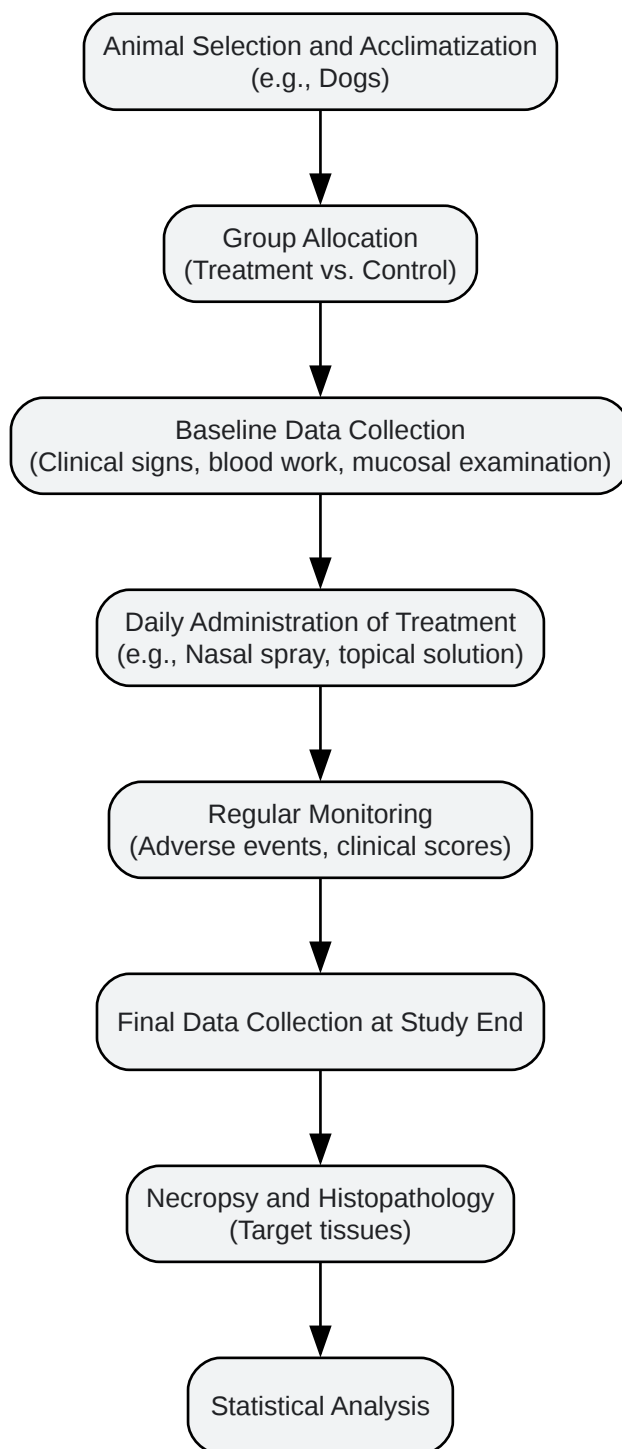 Animal Selection and Acclimatization
(e.g., Dogs)
Group Allocation
(Treatment vs. Control)
Baseline Data Collection
(Clinical signs, blood work, mucosal examination)
Daily Administration of Treatment
(e.g., Nasal spray, topical solution)
Regular Monitoring
(Adverse events, clinical scores)
Final Data Collection at Study End
Necropsy and Histopathology
(Target tissues)
Statistical Analysis